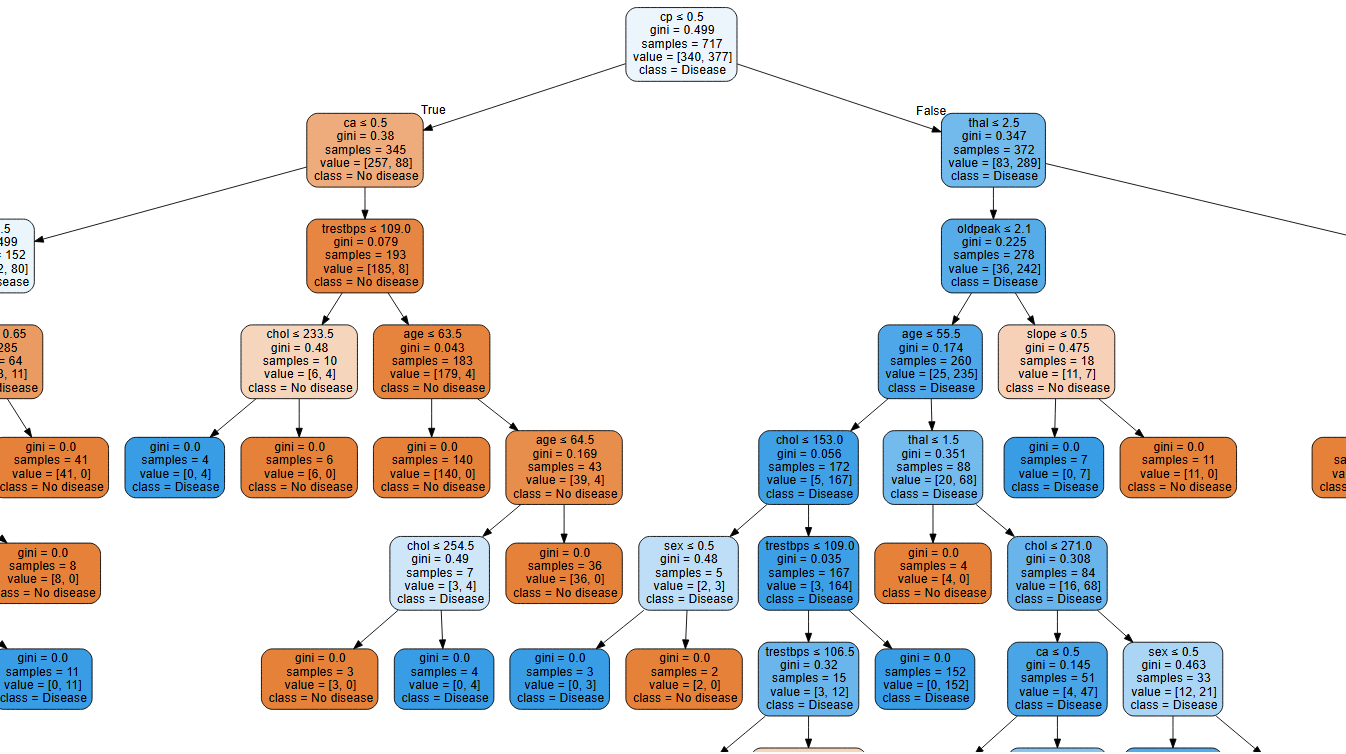 cp ≤ 0.5
gini = 0.499
samples = 717
value = [340, 377]
class = Disease
True
False
ca ≤ 0.5
gini = 0.38
samples = 345
value = [257, 88]
class = No disease
thal ≤ 2.5
gini = 0.347
samples = 372
value = [83, 289]
class = Disease
.5
499
= 152
2, 80]
sease
trestbps ≤ 109.0
gini = 0.079
samples = 193
value = [185, 8]
class = No disease
oldpeak ≤ 2.1
gini = 0.225
samples = 278
value = [36, 242]
class = Disease
0.65
285
= 64
3, 11]
disease
chol ≤ 233.5
gini = 0.48
samples = 10
value = [6, 4]
class = No disease
age ≤ 63.5
gini = 0.043
samples = 183
value = [179, 4]
class = No disease
age ≤ 55.5
gini = 0.174
samples = 260
value = [25, 235]
class = Disease
slope ≤ 0.5
gini = 0.475
samples = 18
value = [11, 7]
class = No disease
gini = 0.0
samples = 41
value = [41, 0]
class = No disease
gini = 0.0
samples = 4
value = [0, 4]
class = Disease
gini = 0.0
samples = 6
value = [6, 0]
class = No disease
gini = 0.0
samples = 140
value = [140, 0]
class = No disease
age ≤ 64.5
gini = 0.169
samples = 43
value = [39, 4]
class = No disease
chol ≤ 153.0
gini = 0.056
samples = 172
value = [5, 167]
class = Disease
thal ≤ 1.5
gini = 0.351
samples = 88
value = [20, 68]
class = Disease
gini = 0.0
samples = 7
value = [0, 7]
class = Disease
gini = 0.0
samples = 11
value = [11, 0]
class = No disease
sa
va
class
gini = 0.0
samples = 8
value = [8, 0]
ass = No disease
chol ≤ 254.5
gini = 0.49
samples = 7
value = [3, 4]
class = Disease
gini = 0.0
samples = 36
value = [36, 0]
class = No disease
sex ≤ 0.5
gini = 0.48
samples = 5
value = [2, 3]
class = Disease
trestbps ≤ 109.0
gini = 0.035
samples = 167
value = [3, 164]
class = Disease
gini = 0.0
samples = 4
value = [4, 0]
class = No disease
chol ≤ 271.0
gini = 0.308
samples = 84
value = [16, 68]
class = Disease
gini = 0.0
samples = 11
value = [0, 11]
class = Disease
gini = 0.0
samples = 3
value = [3, 0]
class = No disease
gini = 0.0
samples = 4
value = [0, 4]
class = Disease
gini = 0.0
samples = 3
value = [0, 3]
class = Disease
gini = 0.0
samples = 2
value = [2, 0]
class = No disease
trestbps ≤ 106.5
gini = 0.32
samples = 15
value = [3, 12]
class = Disease
gini = 0.0
samples = 152
value = [0, 152]
class = Disease
ca ≤ 0.5
gini = 0.145
samples = 51
value = [4, 47]
class = Disease
sex ≤ 0.5
gini = 0.463
samples = 33
value = [12, 21]
class = Disease